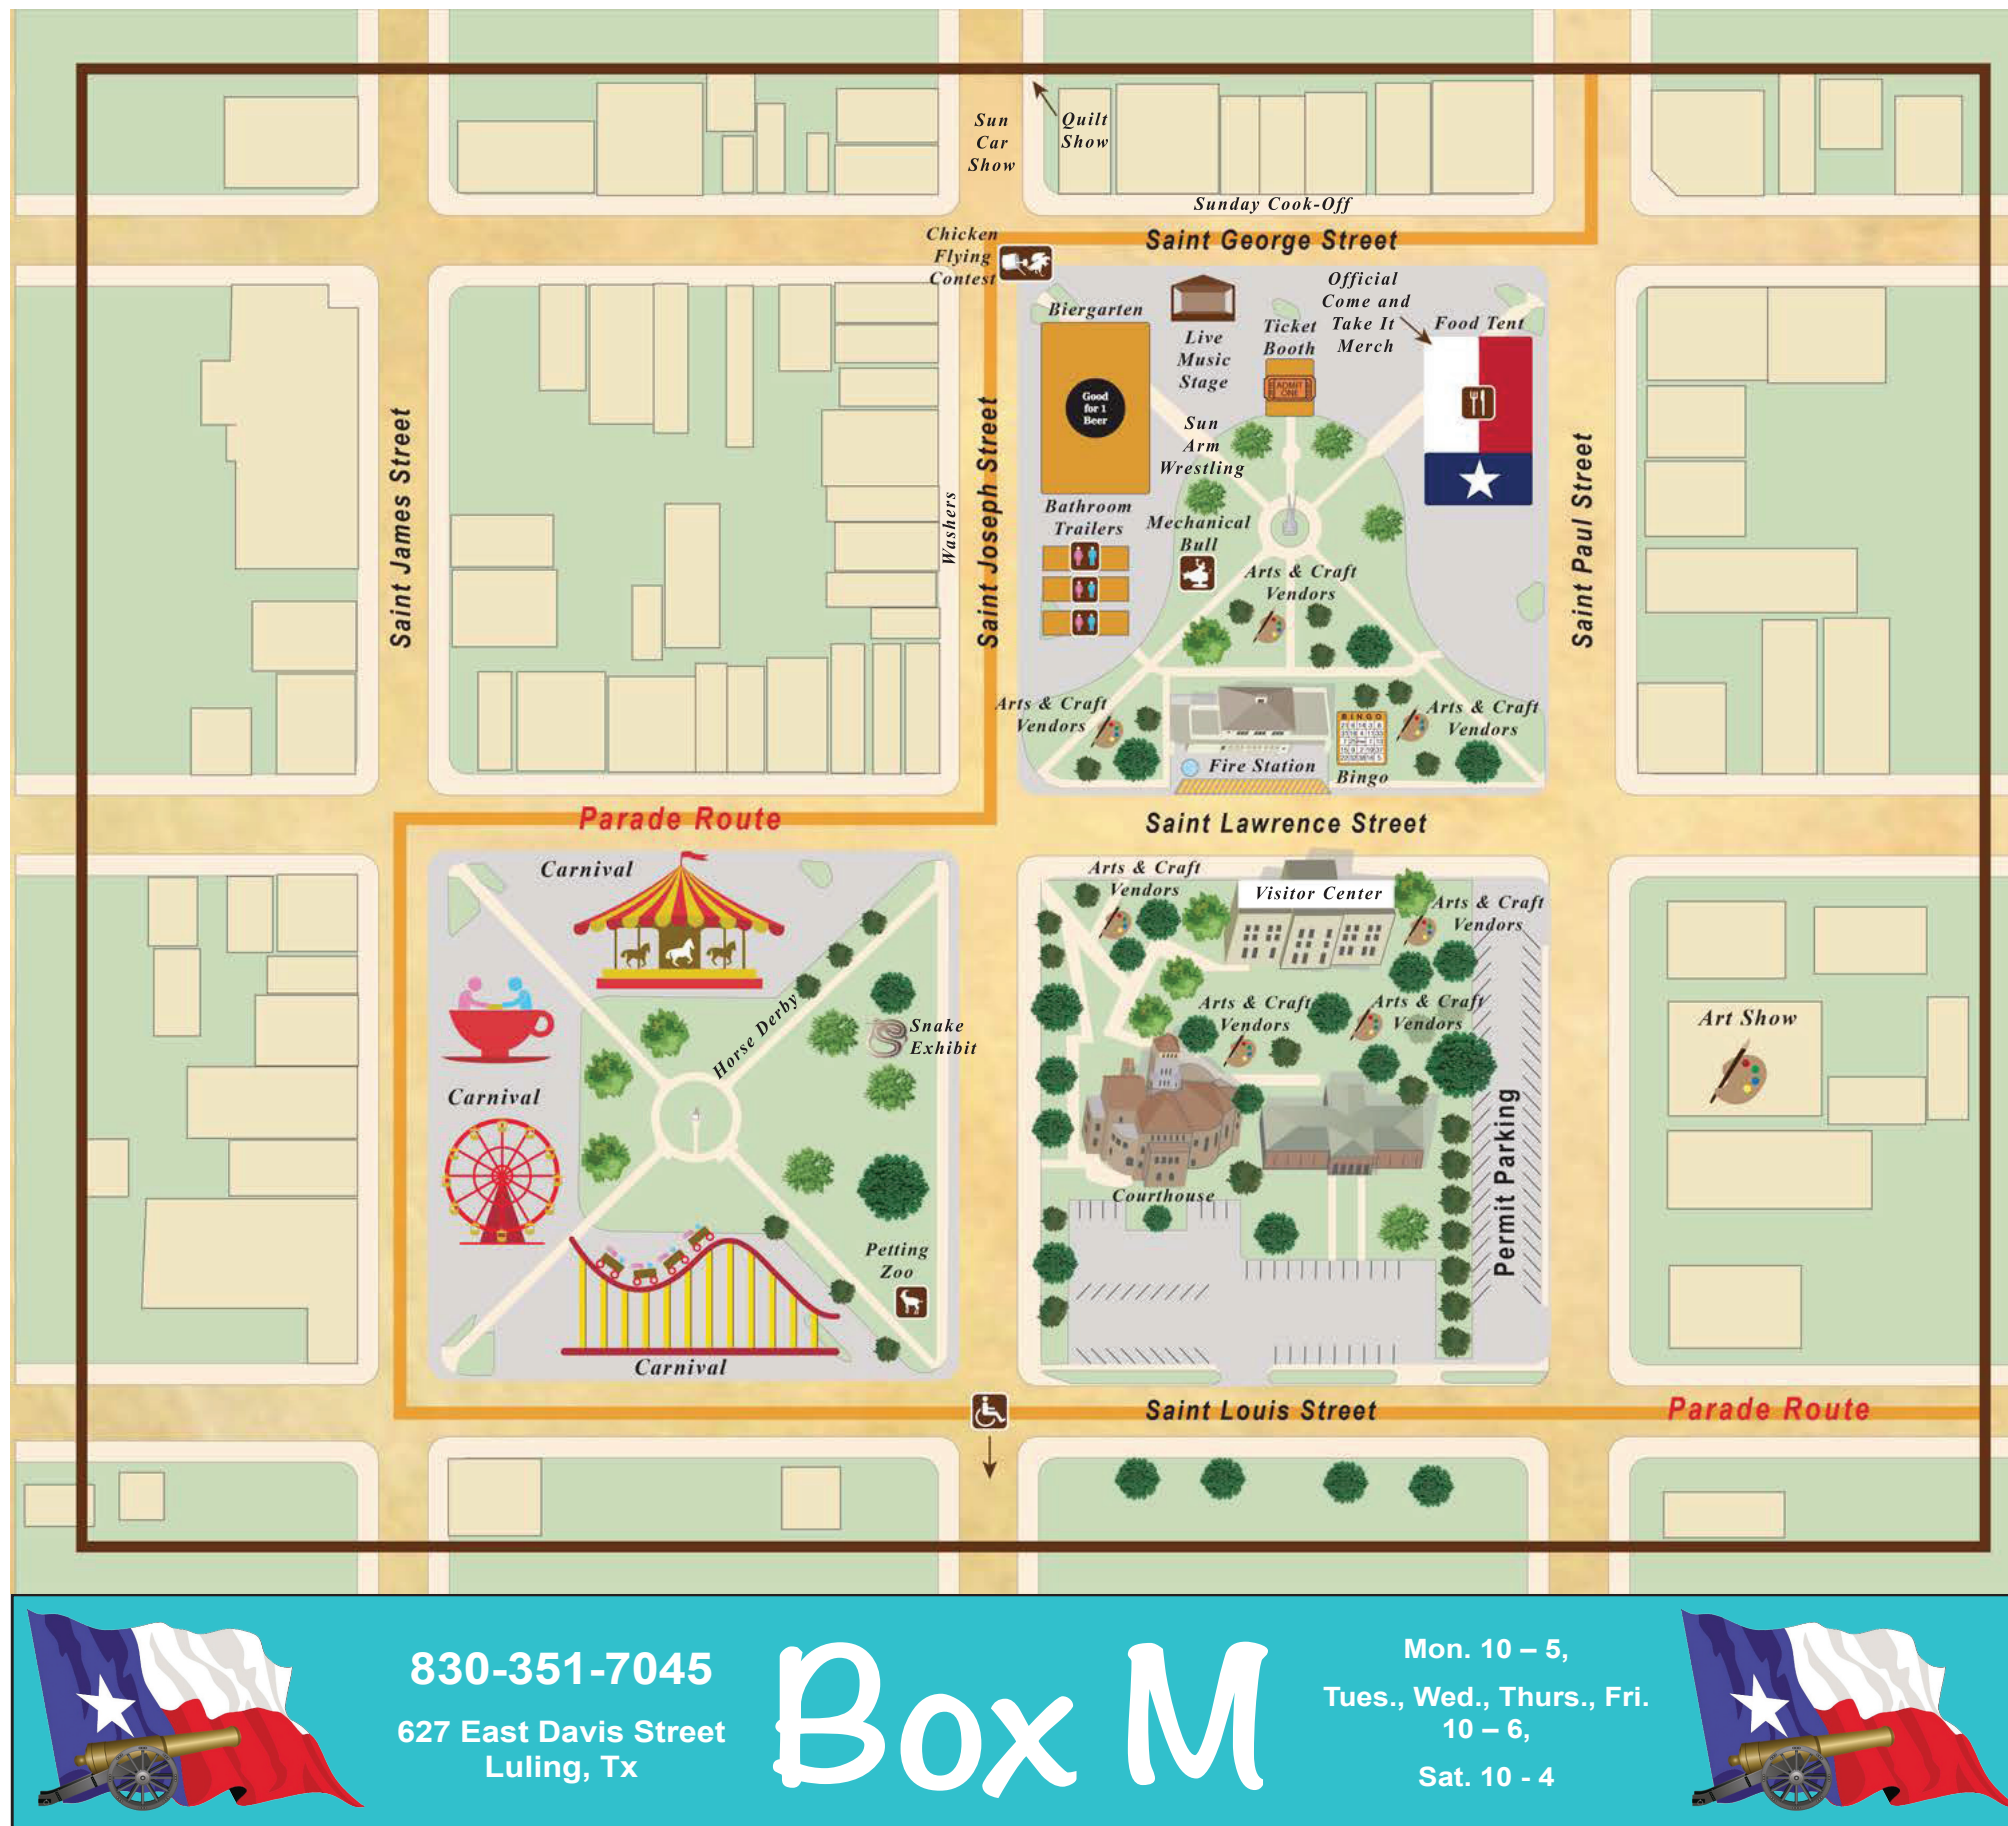 Sun
Car
Show
Quilt
Show
Sunday Cook-Off
Saint George Street
Chicken
Flying
Contest
Biergarten
Good
for 1
Beer
Live
Music
Stage
Ticket
Booth
ADMIT
ONE
Official
Come and
Take It
Merch
Food Tent
Sun
Arm
Wrestling
Bathroom
Trailers
Mechanical
Bull
Arts & Craft
Vendors
Saint James Street
Washers
Saint Joseph Street
Saint Paul Street
Arts & Craft
Vendors
Fire Station
BINGO
Bingo
Arts & Craft
Vendors
Parade Route
Saint Lawrence Street
Carnival
Arts & Craft
Vendors
Visitor Center
Arts & Craft
Vendors
Horse Derby
Snake
Exhibit
Arts & Craft
Vendors
Arts & Craft
Vendors
Art Show
Carnival
Permit Parking
Courthouse
Petting
Zoo
Carnival
Saint Louis Street
Parade Route
830-351-7045
627 East Davis Street
Luling, Tx
Box M
Mon. 10 – 5,
Tues., Wed., Thurs., Fri.
10 – 6,
Sat. 10 - 4